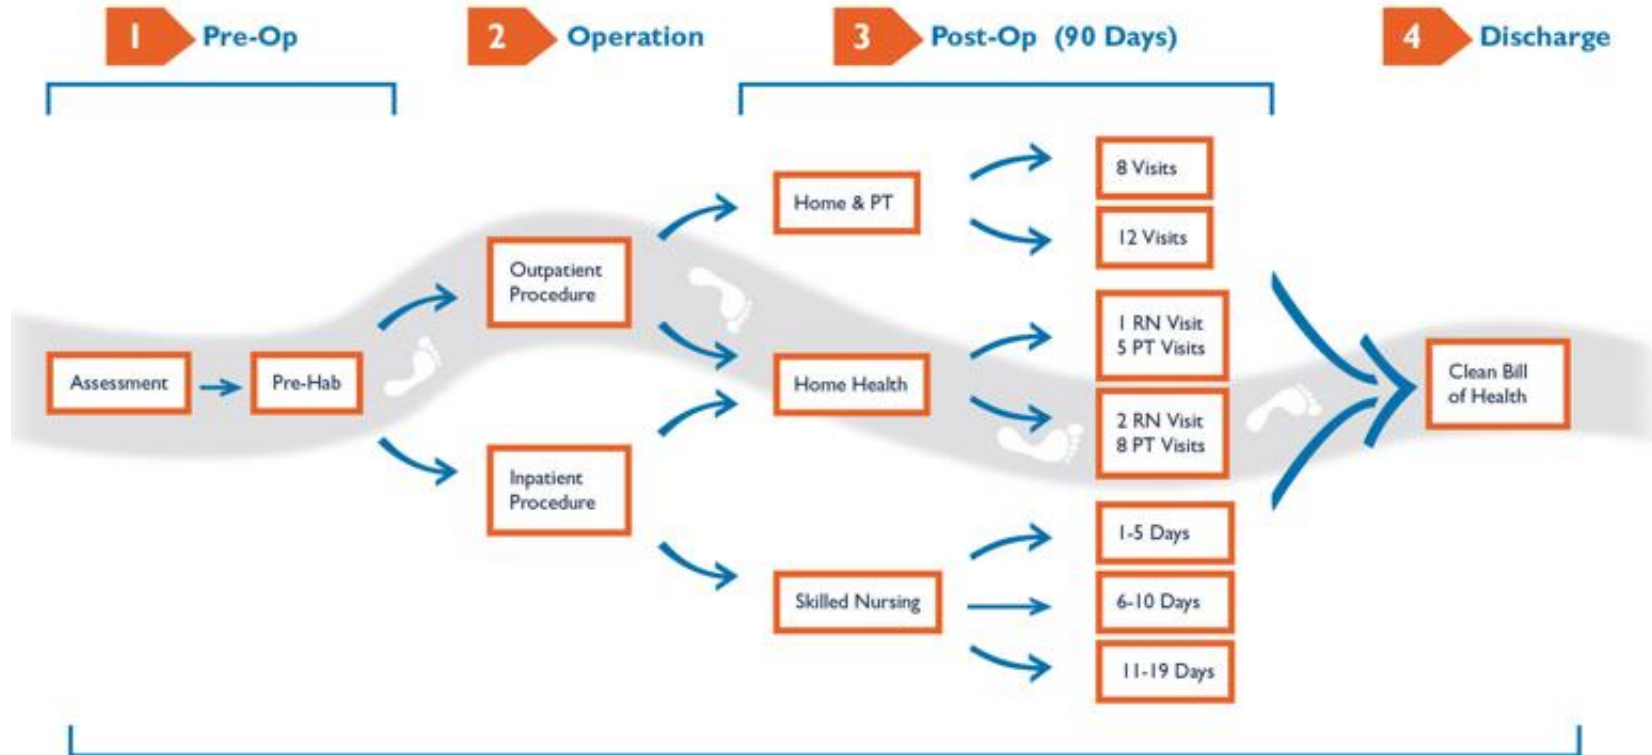 1 Pre-Op
2 Operation
3 Post-Op (90 Days)
4 Discharge
Assessment
Pre-Hab
Outpatient
Procedure
Inpatient
Procedure
Home & PT
Home Health
Skilled Nursing
8 Visits
12 Visits
1 RN Visit
5 PT Visits
2 RN Visit
8 PT Visits
1-5 Days
6-10 Days
11-19 Days
Clean Bill
of Health